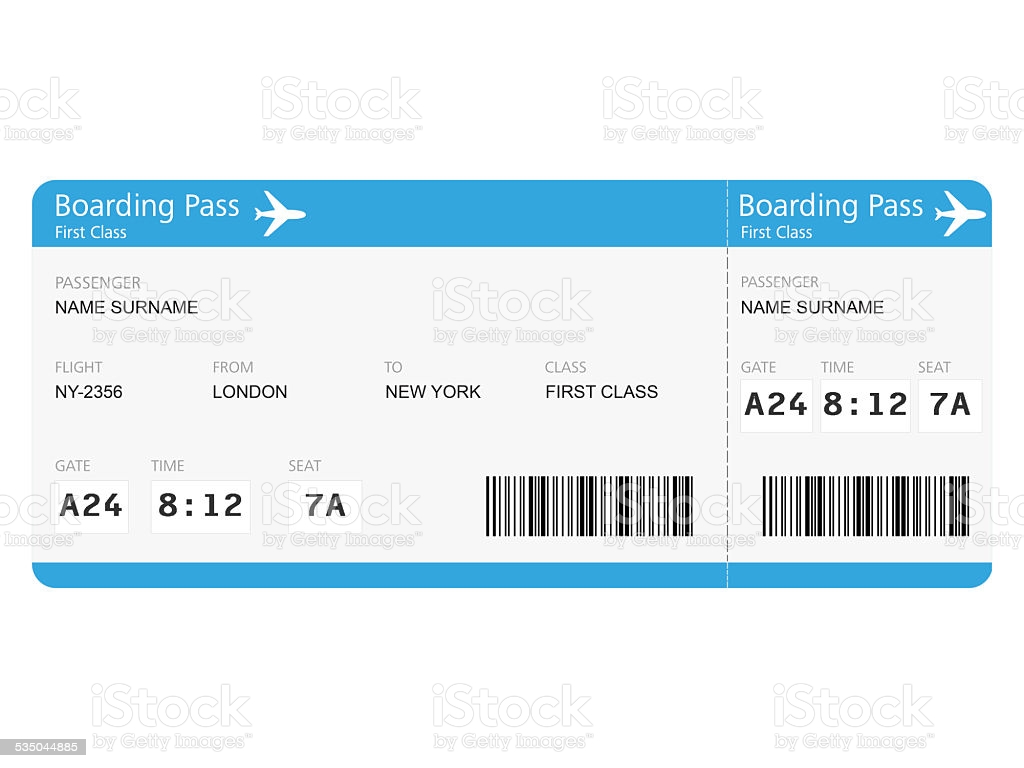 iStock by Getty Images™
Boarding Pass
First Class
PASSENGER
NAME SURNAME
FLIGHT FROM TO CLASS
NY-2356 LONDON NEW YORK FIRST CLASS
GATE TIME SEAT
A24 8:12 7A
Boarding Pass
First Class
PASSENGER
NAME SURNAME
GATE TIME SEAT
A24 8:12 7A
535044885